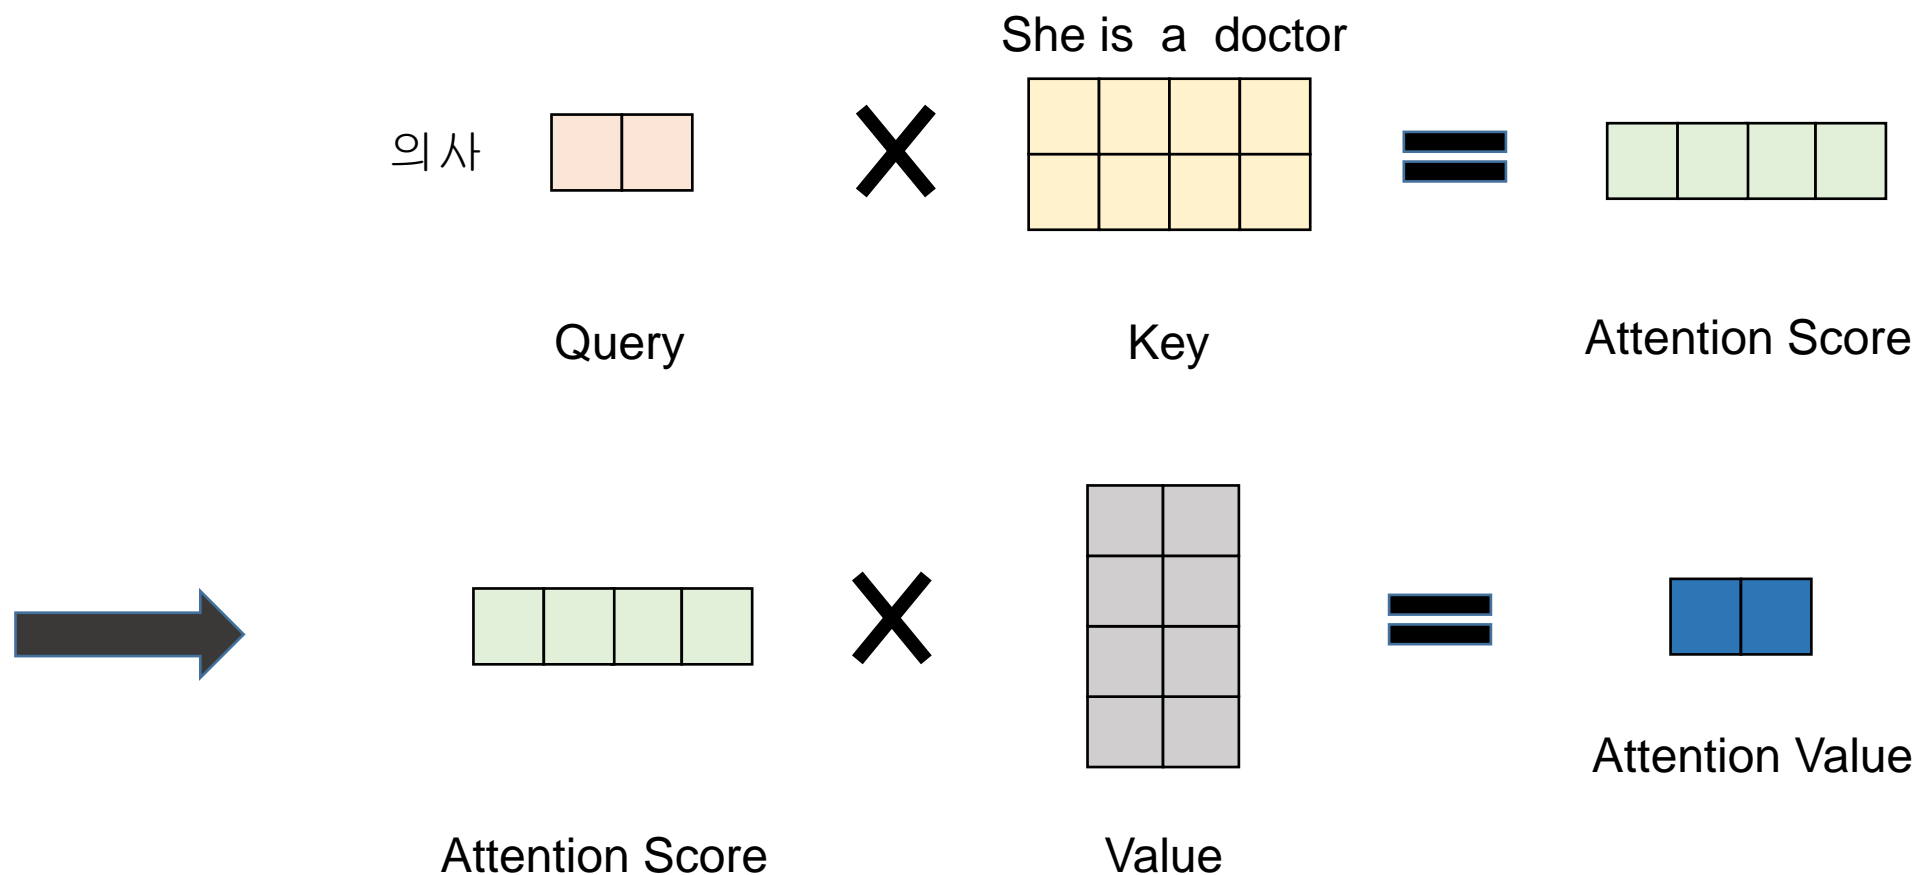 She is a doctor
의사
Query
Key
Attention Score
Attention Value
Attention Score
Value